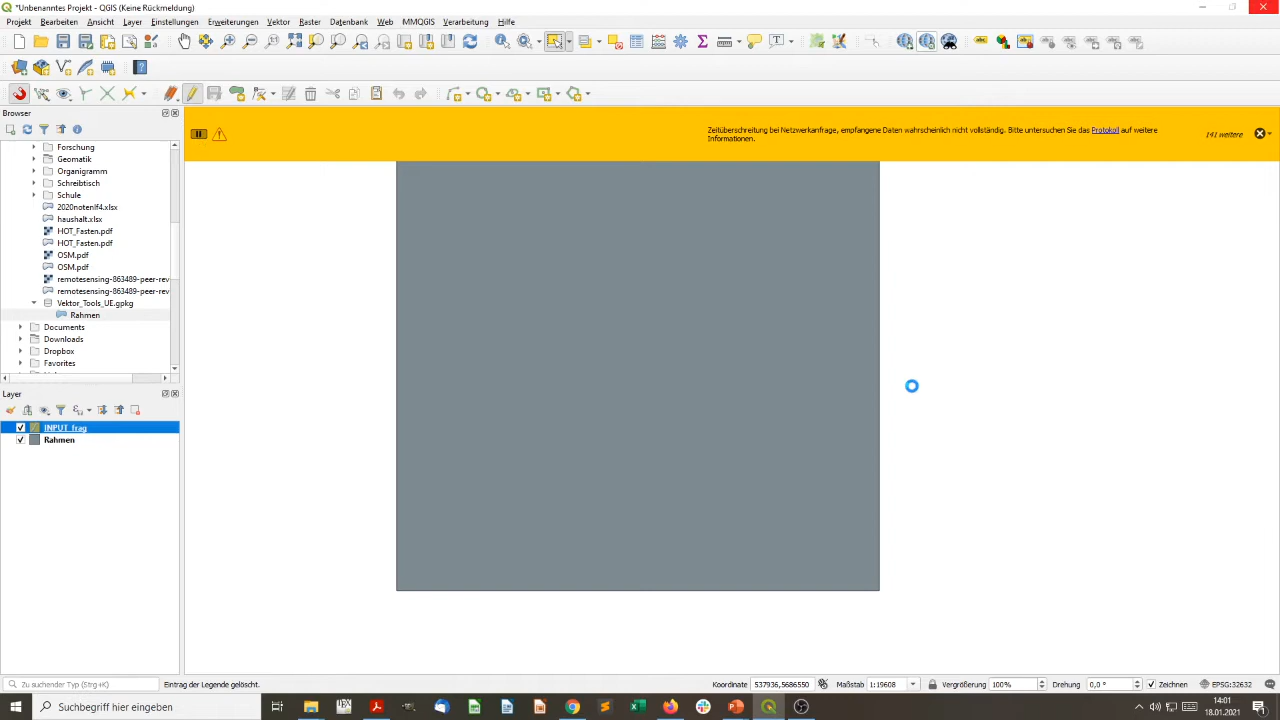 *Unbenanntes Projekt - QGIS (Keine Rückmeldung)
Projekt Bearbeiten Ansicht Layer Einstellungen Erweiterungen Vektor Raster Datenbank Web MMQGIS Verarbeitung Hilfe
Browser
Zeitüberschreitung bei Netzwerkanfrage, empfangene Daten wahrscheinlich nicht vollständig. Bitte untersuchen Sie das Protokoll auf weitere
Informationen.
141 weitere
Forschung
Geomatik
Organigramm
Schreibtisch
Schule
2020notenlf4.xlsx
haushalt.xlsx
HOT_Fasten.pdf
HOT_Fasten.pdf
OSM.pdf
OSM.pdf
remotesensing-863489-peer-rev
remotesensing-863489-peer-rev
Vektor_Tools_UE.gpkg
Rahmen
Documents
Downloads
Dropbox
Favorites
Layer
INPUT_frag
Rahmen
Zu suchender Typ (Strg+K) Eintrag der Legende gelöscht. Koordinate 537936,5686550 Maßstab 1:19608 Vergrößerung 100% Drehung 0,0 ° Zeichnen EPSG:32632
Suchbegriff hier eingeben
14:01
18.01.2021